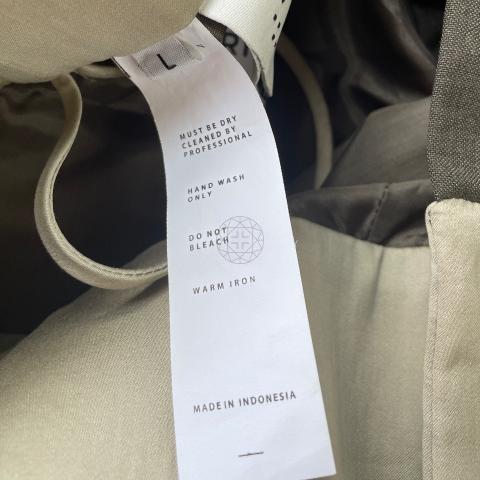 L
MUST BE DRY
CLEANED BY
PROFESSIONAL
HAND WASH
ONLY
DO NOT
BLEACH
WARM IRON
MADE IN INDONESIA